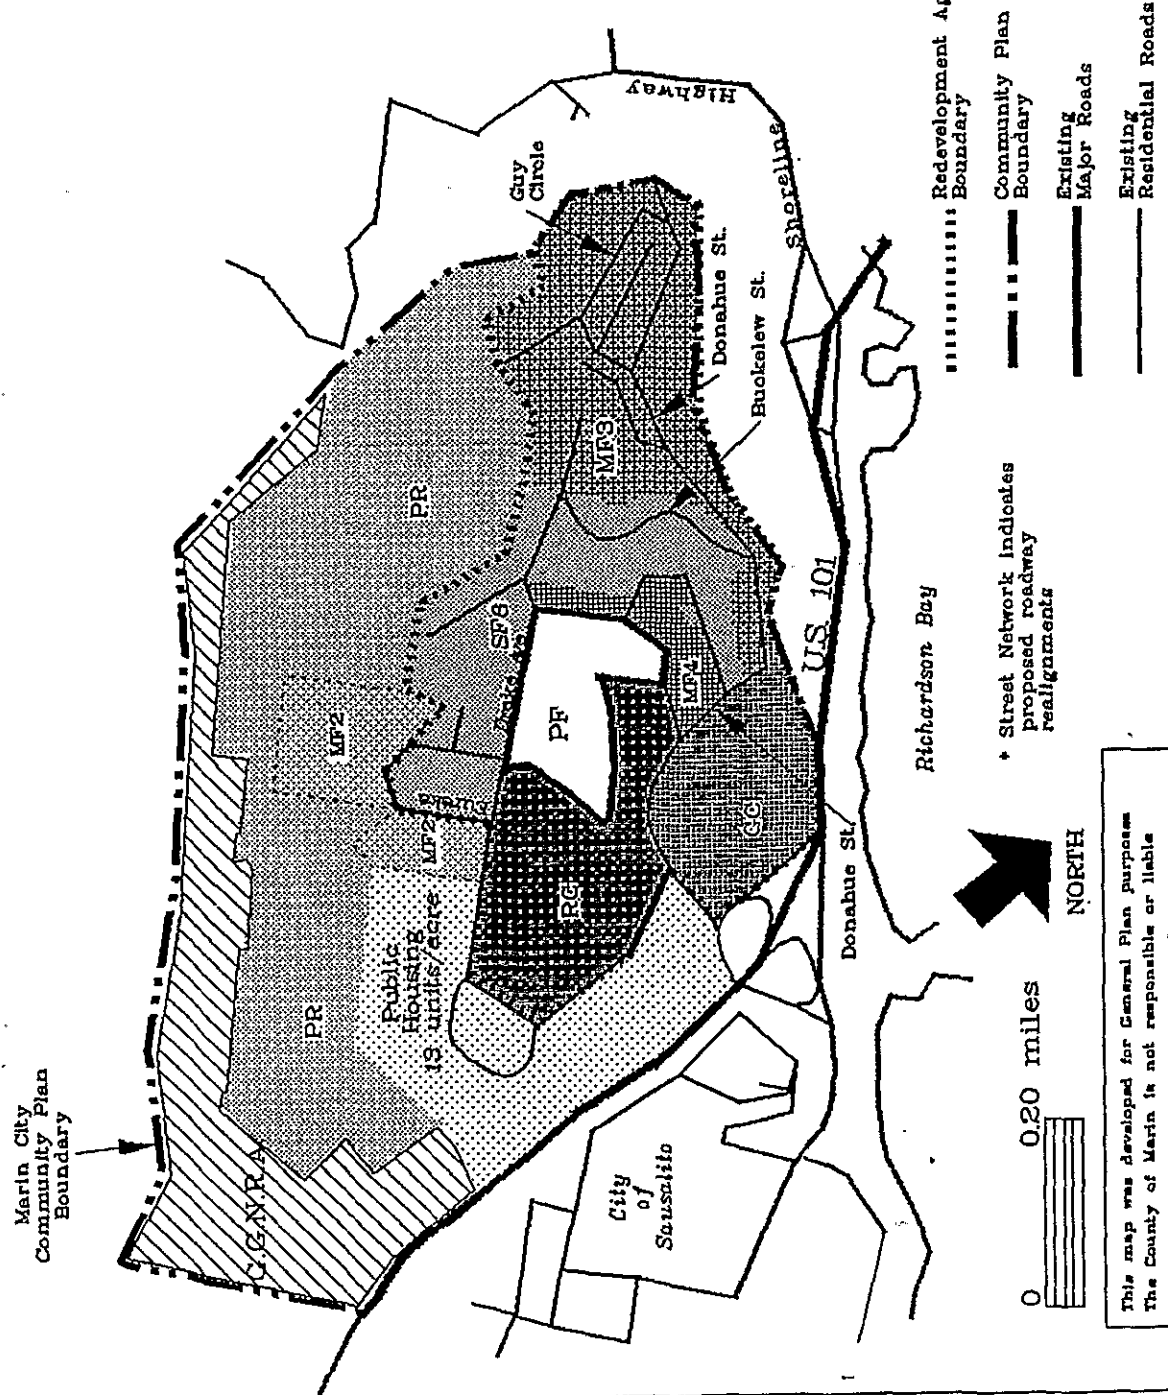 Marin City
Community Plan
Boundary
G.G.N.R.A
PR
Public
Housing
13 units/acre
MF2
MF2
PR
SF6
Drake Ave
PF
RC
MF4
GC
MF3
Guy
Circle
Donahue St.
Buckelew St.
Highway
Shoreline
US 101
Richardson Bay
Donahue St.
City
of
Sausalito
NORTH
* Street Network Indicates
proposed roadway
realignments
0 0.20 miles
Redevelopment
Boundary
Community Plan
Boundary
Existing
Major Roads
Existing
Residential Roads
This map was developed for General Plan purposes
The County of Marin is not responsible or liable